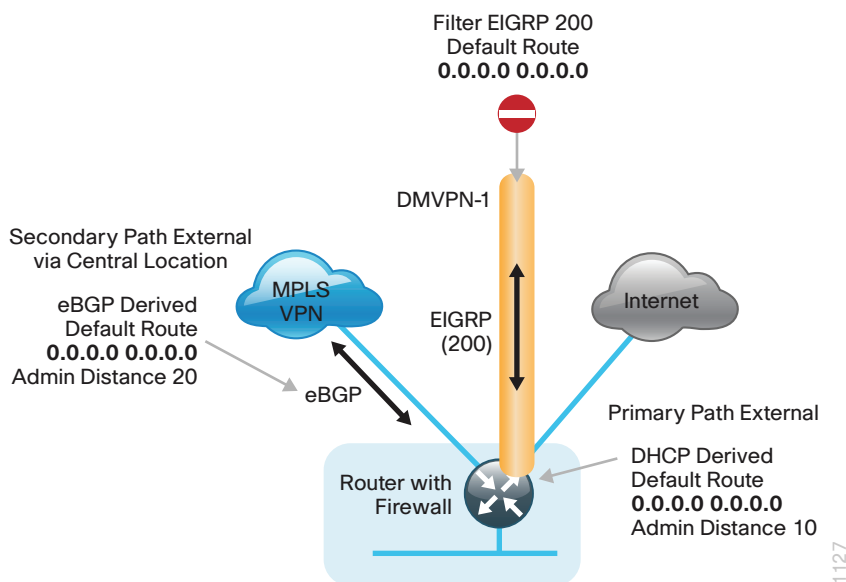 Filter EIGRP 200
Default Route
0.0.0.0 0.0.0.0
DMVPN-1
Secondary Path External
via Central Location
MPLS
VPN
Internet
eBGP Derived
Default Route
0.0.0.0 0.0.0.0
Admin Distance 20
EIGRP
(200)
eBGP
Primary Path External
Router with
Firewall
DHCP Derived
Default Route
0.0.0.0 0.0.0.0
Admin Distance 10
1127